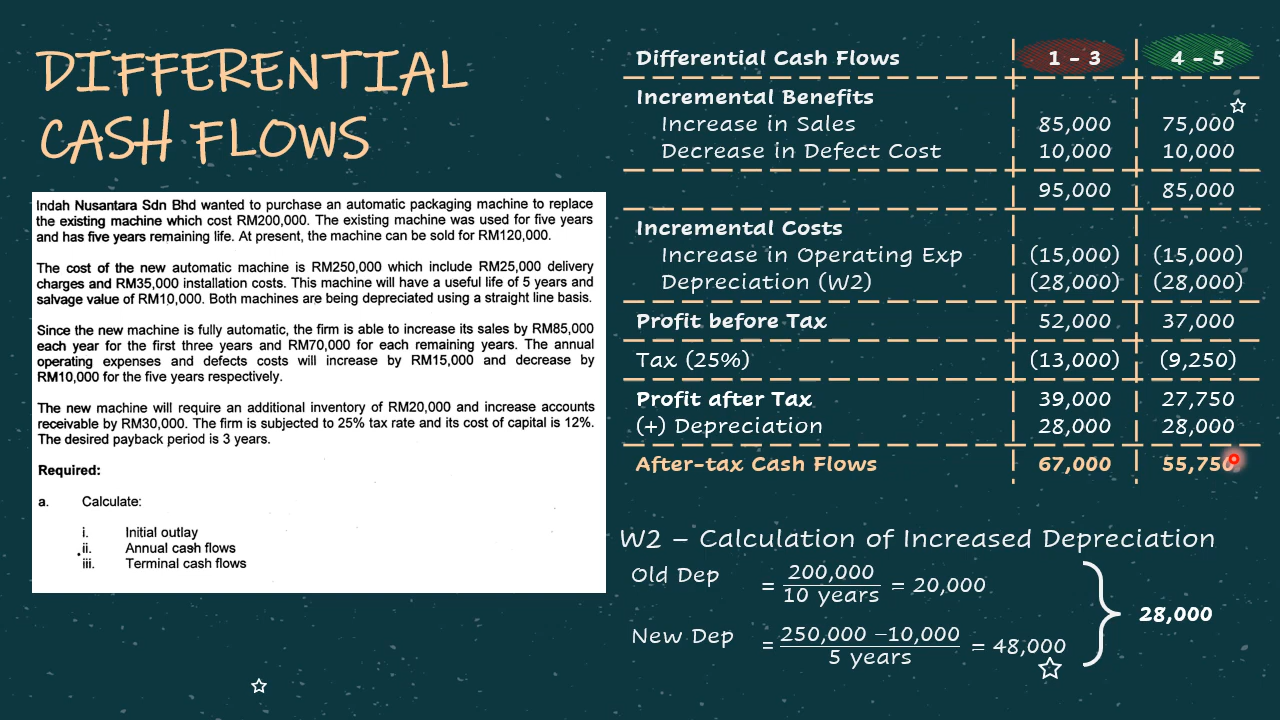 DIFFERENTIAL
CASH FLOWS
Indah Nusantara Sdn Bhd wanted to purchase an automatic packaging machine to replace
the existing machine which cost RM200,000. The existing machine was used for five years
and has five years remaining life. At present, the machine can be sold for RM120,000.
The cost of the new automatic machine is RM250,000 which include RM25,000 delivery
charges and RM35,000 installation costs. This machine will have a useful life of 5 years and
salvage value of RM10,000. Both machines are being depreciated using a straight line basis.
Since the new machine is fully automatic, the firm is able to increase its sales by RM85,000
each year for the first three years and RM70,000 for each remaining years. The annual
operating expenses and defects costs will increase by RM15,000 and decrease by
RM10,000 for the five years respectively.
The new machine will require an additional inventory of RM20,000 and increase accounts
receivable by RM30,000. The firm is subjected to 25% tax rate and its cost of capital is 12%.
The desired payback period is 3 years.
Required:
a. Calculate:
i. Initial outlay
ii. Annual cash flows
iii. Terminal cash flows
Differential Cash Flows 1 - 3 4 - 5
Incremental Benefits
Increase in Sales 85,000 75,000
Decrease in Defect Cost 10,000 10,000
95,000 85,000
Incremental Costs
Increase in Operating Exp (15,000) (15,000)
Depreciation (W2) (28,000) (28,000)
Profit before Tax 52,000 37,000
Tax (25%) (13,000) (9,250)
Profit after Tax 39,000 27,750
(+) Depreciation 28,000 28,000
After-tax Cash Flows 67,000 55,750
W2 – Calculation of Increased Depreciation
Old Dep = 200,000 / 10 years = 20,000
28,000
New Dep = 250,000 –10,000 / 5 years = 48,000